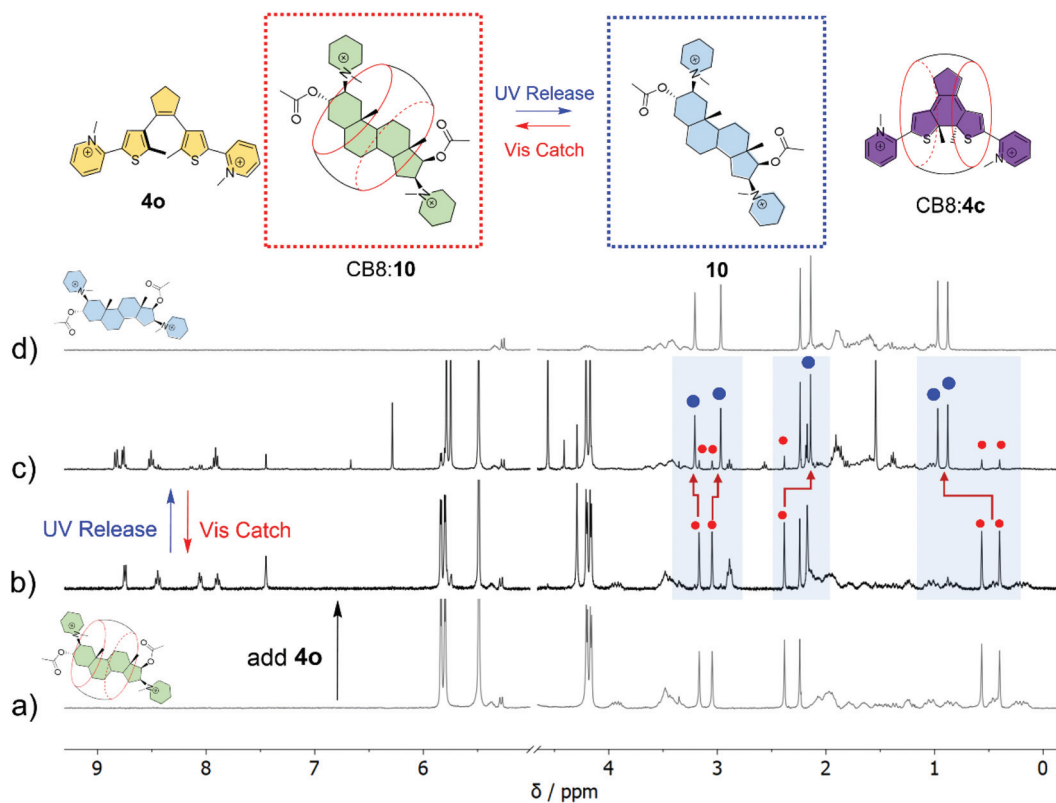 N
⊕
S
S
N
⊕
4o
⊕
N
O
O
O
O
N
⊕
CB8:10
UV Release
Vis Catch
⊕
N
O
O
O
O
N
⊕
10
N
⊕
S
S
N
⊕
CB8:4c
d)
c)
UV Release
Vis Catch
b)
add 4o
a)
9 8 7 6 5 4 3 2 1 0
δ / ppm